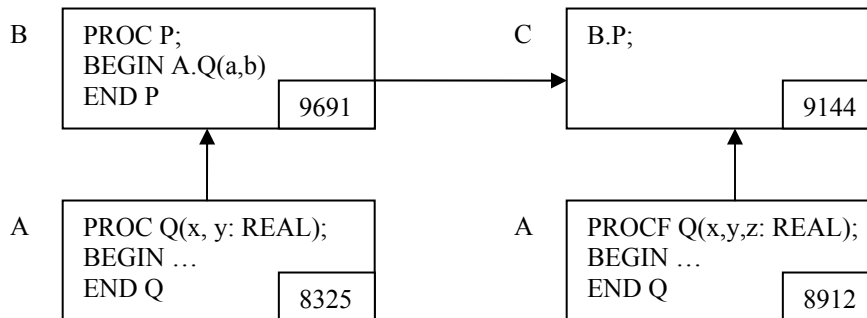 B
PROC P;
BEGIN A.Q(a,b)
END P
9691
C
B.P;
9144
A
PROC Q(x, y: REAL);
BEGIN …
END Q
8325
A
PROCF Q(x,y,z: REAL);
BEGIN …
END Q
8912